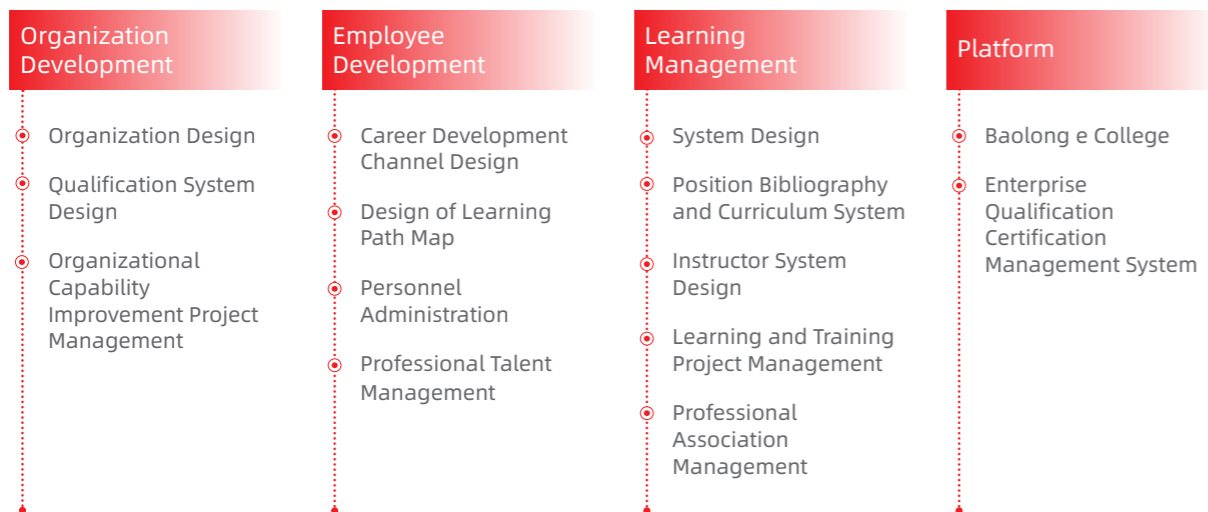 Organization
Development
Organization Design
Qualification System
Design
Organizational
Capability
Improvement Project
Management
Employee
Development
Career Development
Channel Design
Design of Learning
Path Map
Personnel
Administration
Professional Talent
Management
Learning
Management
System Design
Position Bibliography
and Curriculum System
Instructor System
Design
Learning and Training
Project Management
Professional
Association
Management
Platform
Baolong e College
Enterprise
Qualification
Certification
Management System